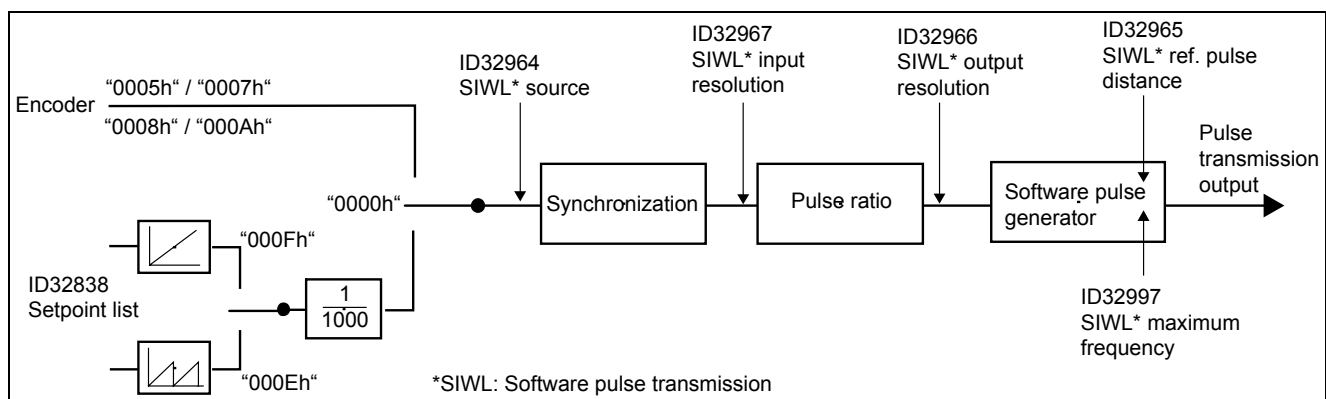 Encoder
“0005h“ / “0007h“
“0008h“ / “000Ah“
ID32964
SIWL* source
ID32967
SIWL* input
resolution
ID32966
SIWL* output
resolution
ID32965
SIWL* ref. pulse
distance
Pulse
transmission
output
“0000h“
Synchronization
Pulse ratio
Software pulse
generator
“000Fh“
ID32838
Setpoint list
1
1000
“000Eh“
ID32997
SIWL* maximum
frequency
*SIWL: Software pulse transmission